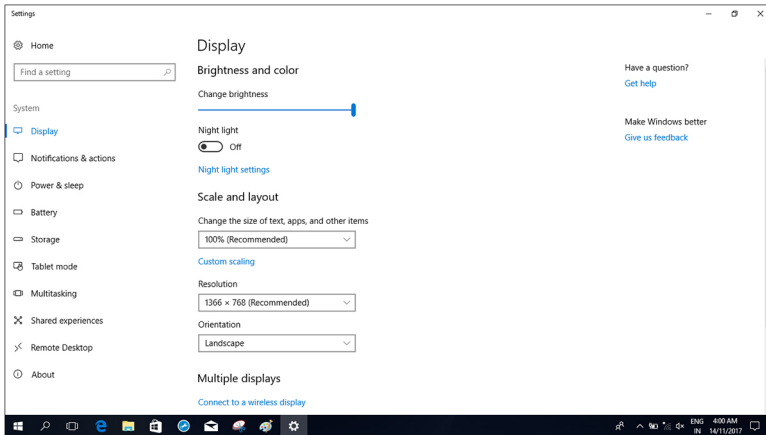 Settings
Home
Find a setting
System
Display
Notifications & actions
Power & sleep
Battery
Storage
Tablet mode
Multitasking
Shared experiences
Remote Desktop
About
Display
Brightness and color
Change brightness
Night light
Off
Night light settings
Scale and layout
Change the size of text, apps, and other items
100% (Recommended)
Custom scaling
Resolution
1366 × 768 (Recommended)
Orientation
Landscape
Multiple displays
Connect to a wireless display
Have a question?
Get help
Make Windows better
Give us feedback
ENG 4:00 AM
IN 14/11/2017